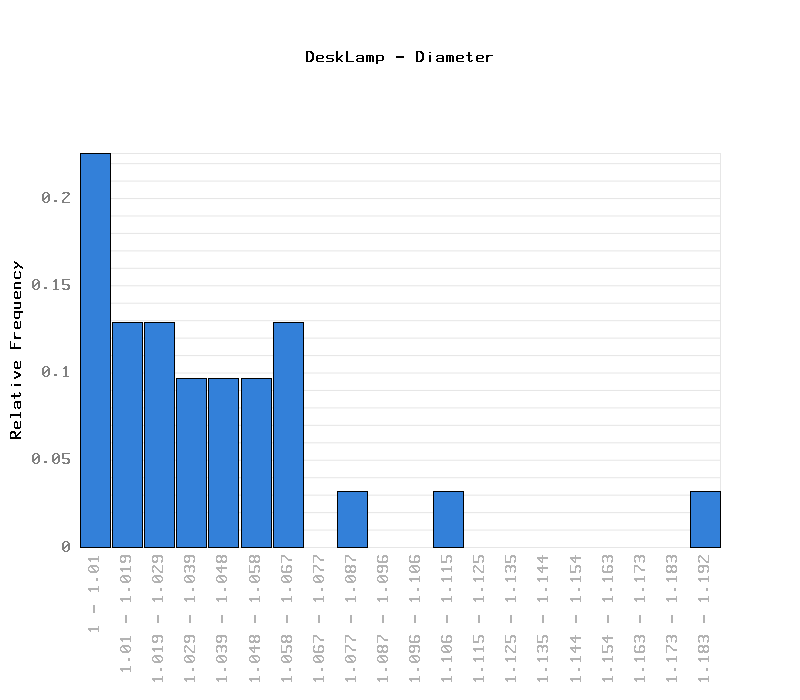 DeskLamp - Diameter
Relative Frequency
0.2
0.15
0.1
0.05
0
1 - 1.01
1.01 - 1.019
1.019 - 1.029
1.029 - 1.039
1.039 - 1.048
1.048 - 1.058
1.058 - 1.067
1.067 - 1.077
1.077 - 1.087
1.087 - 1.096
1.096 - 1.106
1.106 - 1.115
1.115 - 1.125
1.125 - 1.135
1.135 - 1.144
1.144 - 1.154
1.154 - 1.163
1.163 - 1.173
1.173 - 1.183
1.183 - 1.192